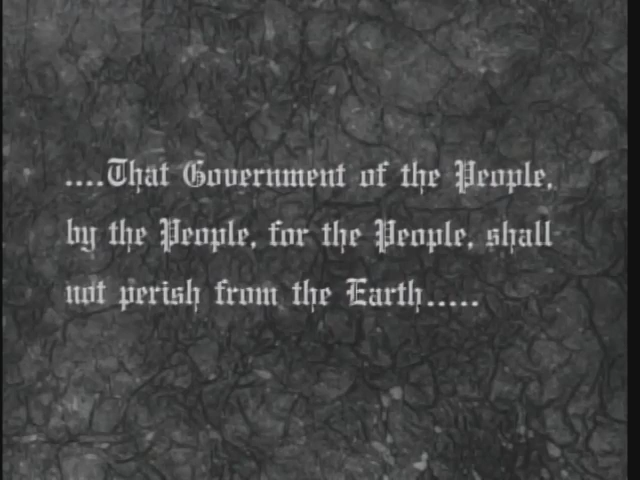 ....That Government of the People,
by the People, for the People, shall
not perish from the Earth.....